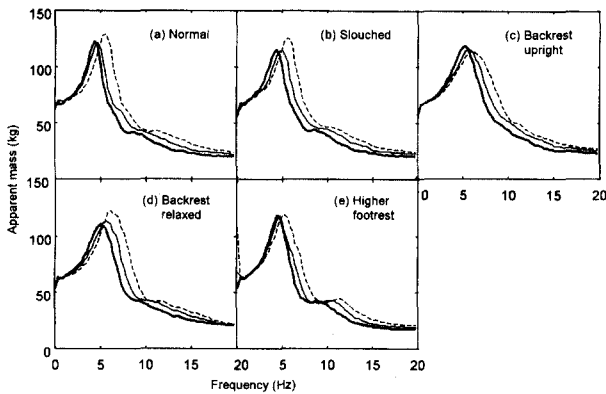 150
(a) Normal
(b) Slouched
(c) Backrest
upright
100
50
Apparent mass (kg)
0 5 10 15 20
150
(d) Backrest
relaxed
(e) Higher
footrest
100
50
0
0 5 10 15 20 5 10 15 20
Frequency (Hz)